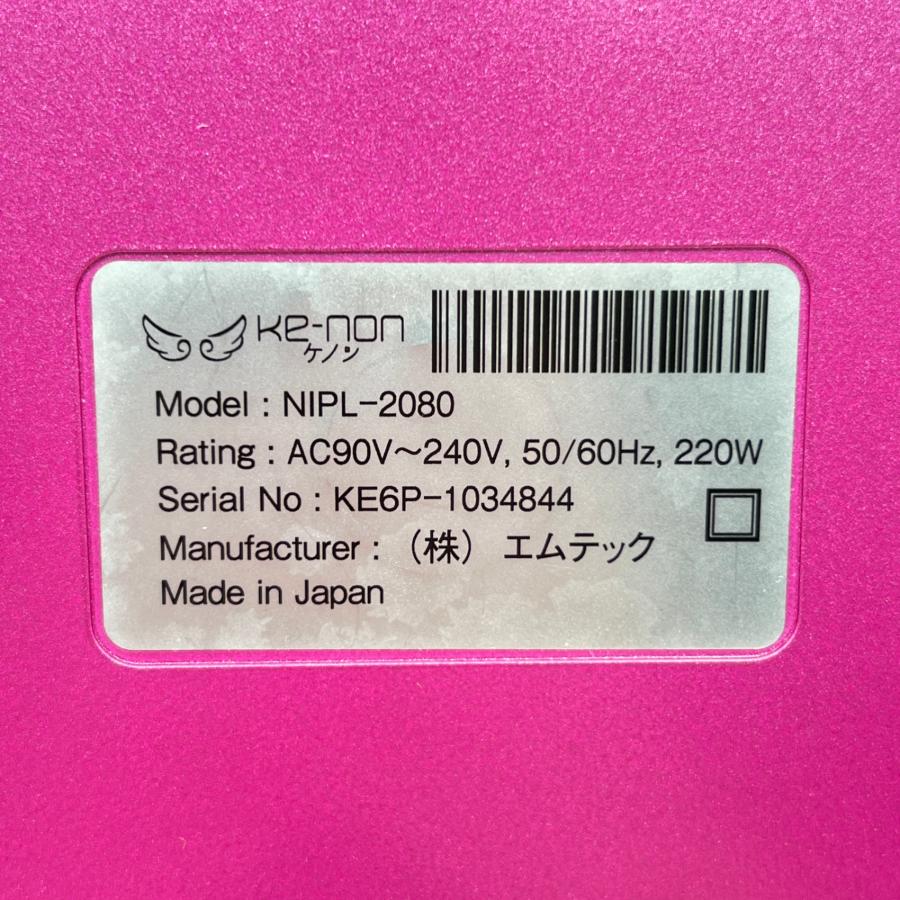 Ke-non
ケノン
Model : NIPL-2080
Rating : AC90V～240V, 50/60Hz, 220W
Serial No : KE6P-1034844
Manufacturer : （株） エムテック
Made in Japan